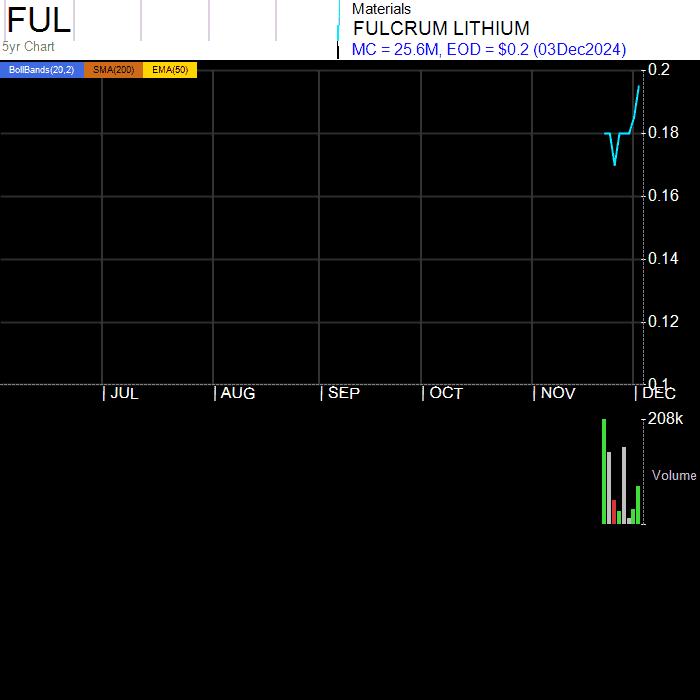 FUL
5yr Chart
Materials
FULCRUM LITHIUM
MC = 25.6M, EOD = $0.2 (03Dec2024)
BollBands(20,2) SMA(200) EMA(50)
0.2
0.18
0.16
0.14
0.12
0.1
| JUL | AUG | SEP | OCT | NOV | DEC
208k
Volume